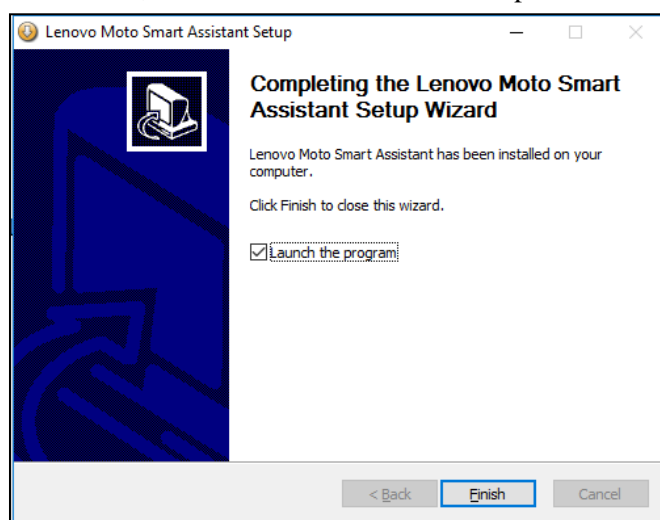 Lenovo Moto Smart Assistant Setup
Completing the Lenovo Moto Smart
Assistant Setup Wizard
Lenovo Moto Smart Assistant has been installed on your
computer.
Click Finish to close this wizard.
Launch the program
< Back Finish Cancel